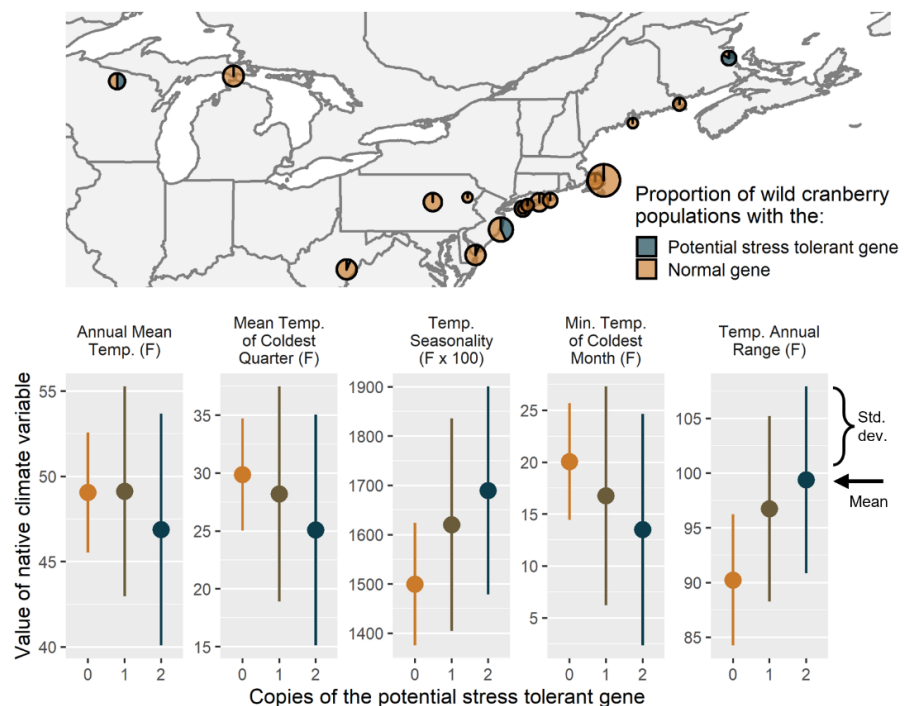 Proportion of wild cranberry
populations with the:
Potential stress tolerant gene
Normal gene
Annual Mean
Temp. (F)
Mean Temp.
of Coldest
Quarter (F)
Temp.
Seasonality
(F x 100)
Min. Temp.
of Coldest
Month (F)
Temp. Annual
Range (F)
Value of native climate variable
55
50
45
40
35
30
25
20
15
1900
1800
1700
1600
1500
1400
25
20
15
10
5
105
100
95
90
85
Std.
dev.
Mean
0 1 2
0 1 2
0 1 2
0 1 2
0 1 2
Copies of the potential stress tolerant gene